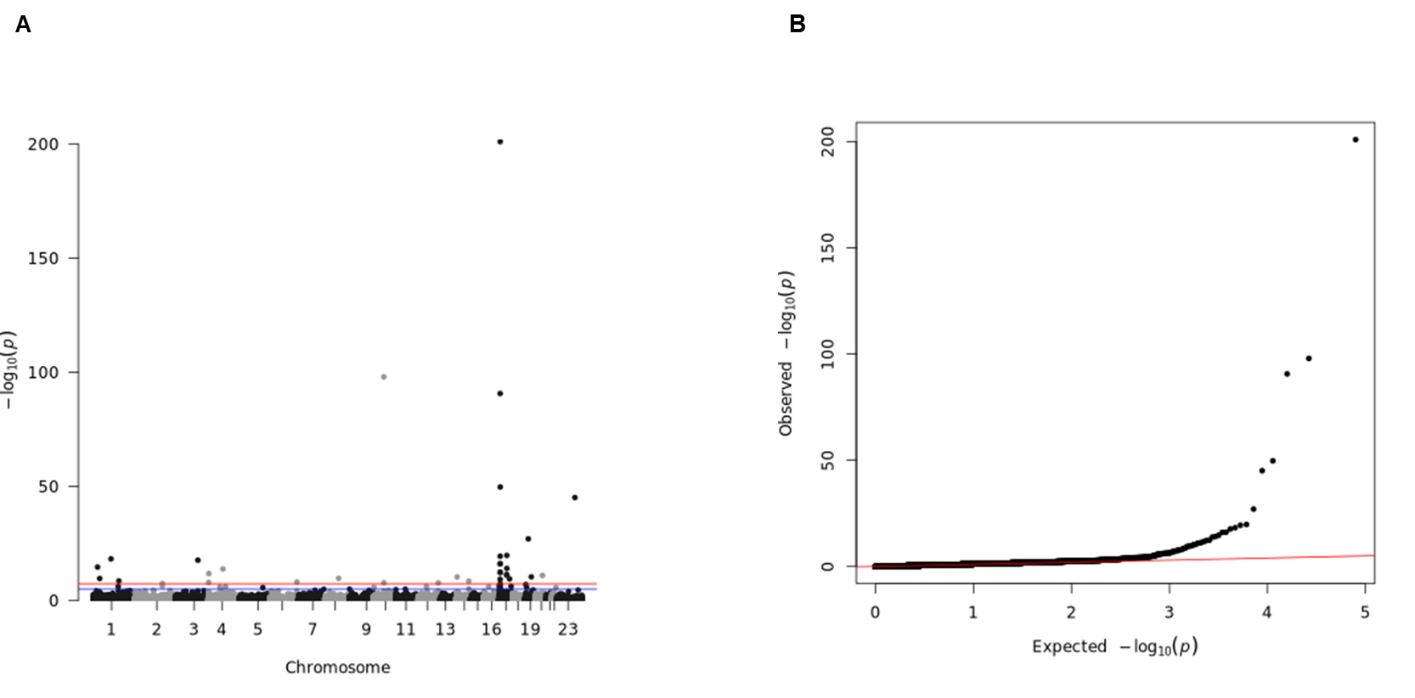 A
B
200
150
100
50
0
−log10(p)
1 2 3 4 5 7 9 11 13 16 19 23
Chromosome
200
150
100
50
0
Observed −log10(p)
0 1 2 3 4 5
Expected −log10(p)